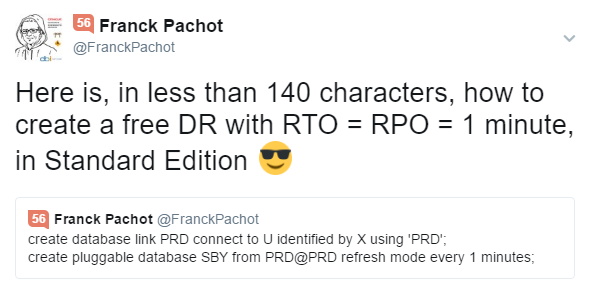 56 Franck Pachot
@FranckPachot
Here is, in less than 140 characters, how to
create a free DR with RTO = RPO = 1 minute,
in Standard Edition 😎
56 Franck Pachot @FranckPachot
create database link PRD connect to U identified by X using 'PRD';
create pluggable database SBY from PRD@PRD refresh mode every 1 minutes;